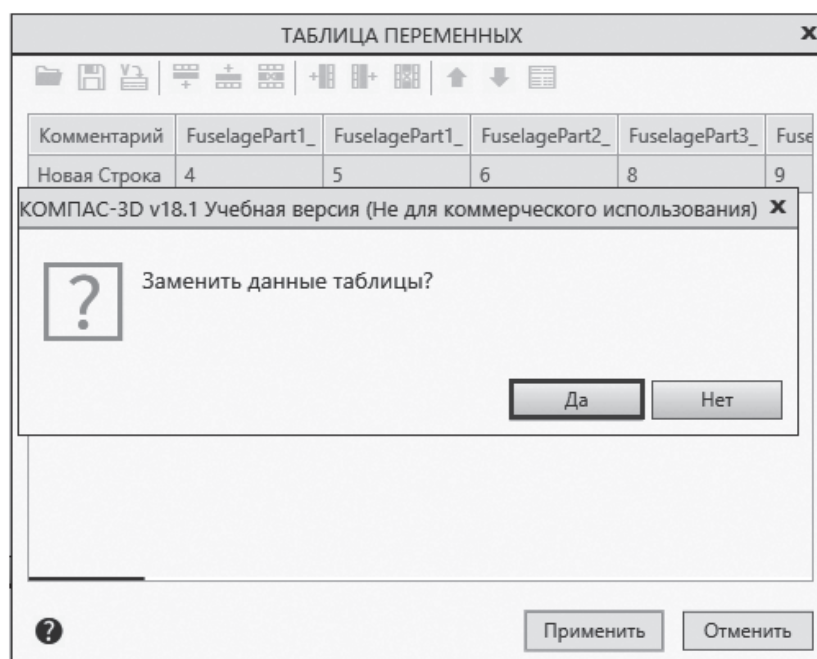 ТАБЛИЦА ПЕРЕМЕННЫХ
Комментарий FuselagePart1_ FuselagePart1_ FuselagePart2_ FuselagePart3_ Fuse
Новая Строка 4 5 6 8 9
КОМПАС-3D v18.1 Учебная версия (Не для коммерческого использования)
Заменить данные таблицы?
Да Нет
Применить Отменить